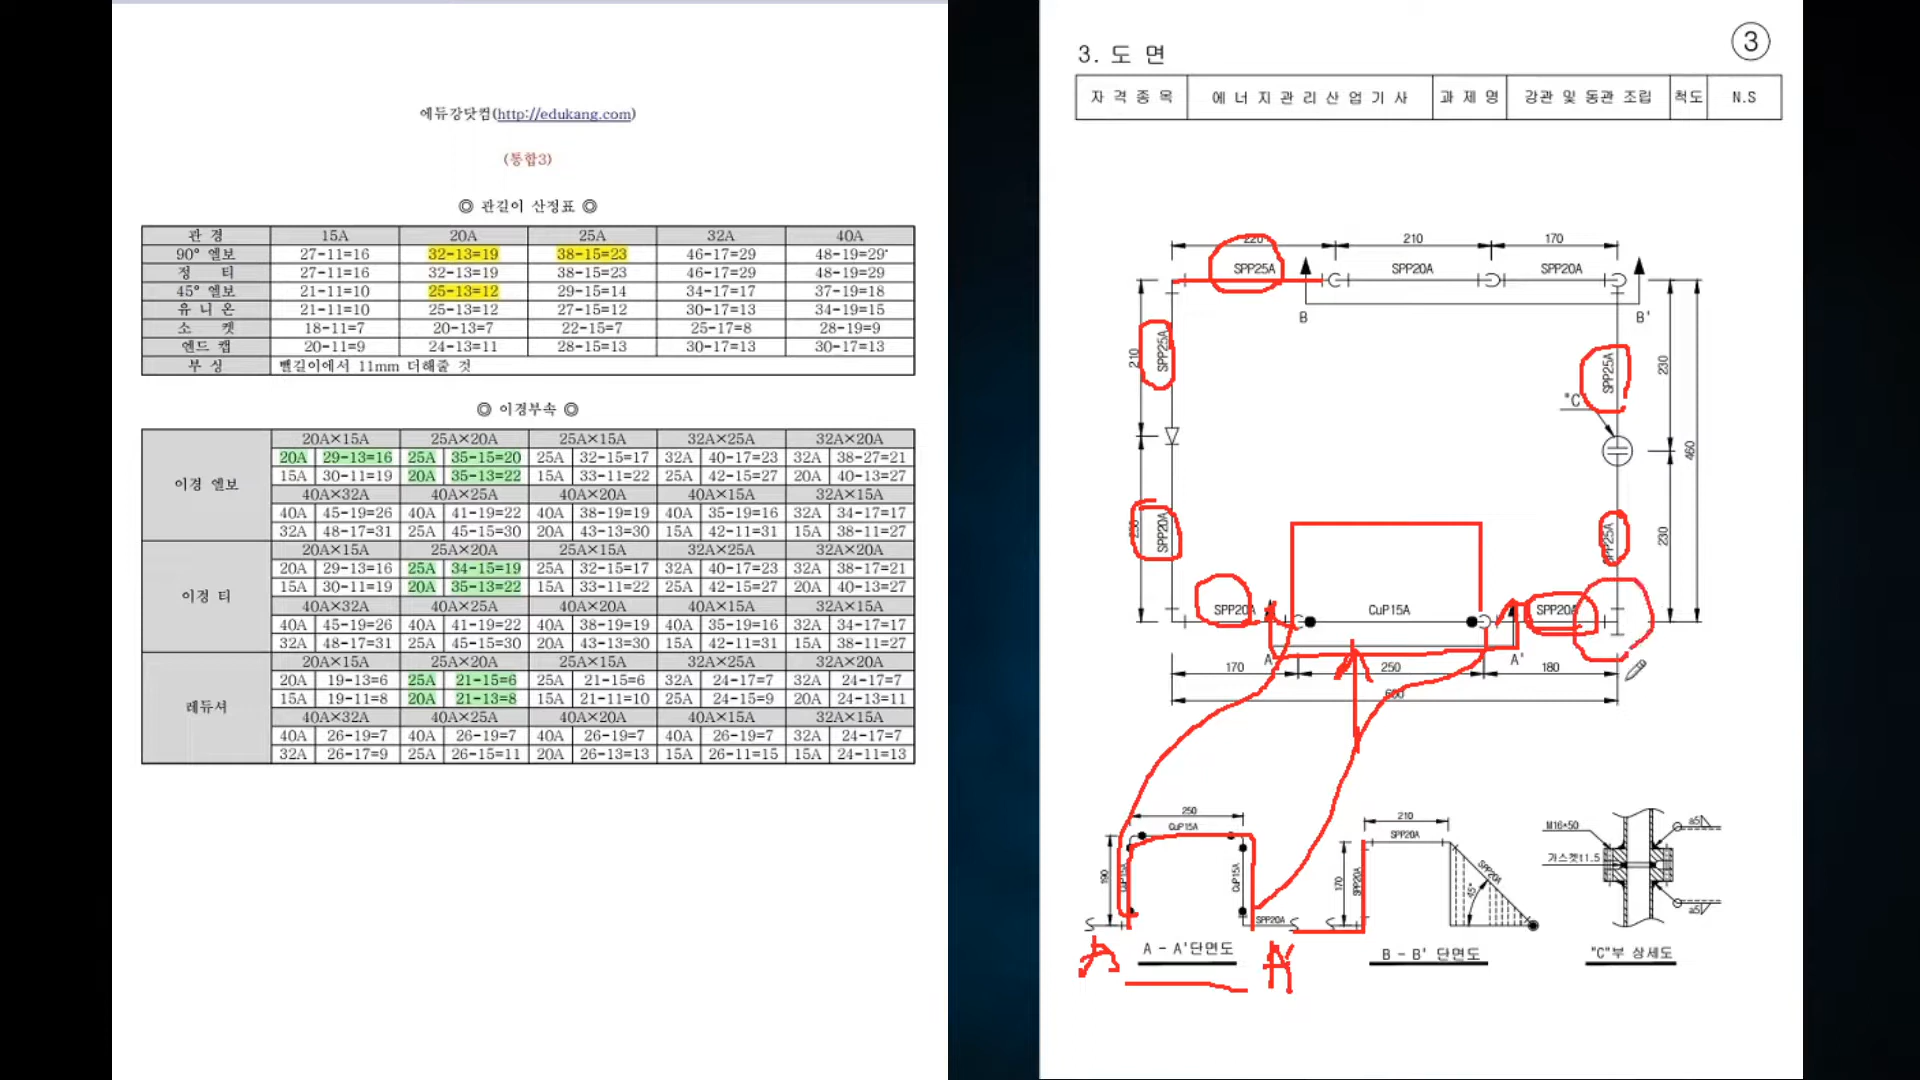 에듀강닷컴(http://edukang.com)
(통합3)
◎ 관길이 산정표 ◎
관 경 15A 20A 25A 32A 40A
90° 엘보 27-11=16 32-13=19 38-15=23 46-17=29 48-19=29
정 티 27-11=16 32-13=19 38-15=23 46-17=29 48-19=29
45° 엘보 21-11=10 25-13=12 29-15=14 34-17=17 37-19=18
유 니 온 21-11=10 25-13=12 27-15=12 30-17=13 34-19=15
소 켓 18-11=7 20-13=7 22-15=7 25-17=8 28-19=9
엔드 캡 20-11=9 24-13=11 28-15=13 30-17=13 30-17=13
부 싱 뺄길이에서 11mm 더해줄 것
◎ 이경부속 ◎
20A×15A 25A×20A 25A×15A 32A×25A 32A×20A
20A 29-13=16 25A 35-15=20 25A 32-15=17 32A 40-17=23 32A 38-27=21
이경 엘보
15A 30-11=19 20A 35-13=22 15A 33-11=22 25A 42-15=27 20A 40-13=27
40A×32A 40A×25A 40A×20A 40A×15A 32A×15A
40A 45-19=26 40A 41-19=22 40A 38-19=19 40A 35-19=16 32A 34-17=17
32A 48-17=31 25A 45-15=30 20A 43-13=30 15A 42-11=31 15A 38-11=27
20A×15A 25A×20A 25A×15A 32A×25A 32A×20A
20A 29-13=16 25A 34-15=19 25A 32-15=17 32A 40-17=23 32A 38-17=21
이경 티
15A 30-11=19 20A 35-13=22 15A 33-11=22 25A 42-15=27 20A 40-13=27
40A×32A 40A×25A 40A×20A 40A×15A 32A×15A
40A 45-19=26 40A 41-19=22 40A 38-19=19 40A 35-19=16 32A 34-17=17
32A 48-17=31 25A 45-15=30 20A 43-13=30 15A 42-11=31 15A 38-11=27
20A×15A 25A×20A 25A×15A 32A×25A 32A×20A
20A 19-13=6 25A 21-15=6 25A 21-15=6 32A 24-17=7 32A 24-17=7
레듀셔
15A 19-11=8 20A 21-13=8 15A 21-11=10 25A 24-15=9 20A 24-13=11
40A×32A 40A×25A 40A×20A 40A×15A 32A×15A
40A 26-19=7 40A 26-19=7 40A 26-19=7 40A 26-19=7 32A 24-17=7
32A 26-17=9 25A 26-15=11 20A 26-13=13 15A 26-11=15 15A 24-11=13
③
3. 도 면
자 격 종 목 에 너 지 관 리 산 업 기 사 과 제 명 강관 및 동관 조립 척도 N.S
220 210 170
SPP25A SPP20A SPP20A
B B'
210 SPP25A SPP25A 230
"C"
460
SPP20A SPP25A 230
SPP20A CuP15A SPP20A
A A'
170 250 180
600
250
CuP15A
190 CuP15A CuP15A
SPP20A
A - A'단면도
A A'
210
SPP20A
170 SPP20A SPP20A
45°
B - B' 단면도
M16×50 a5
가스켓t1.5
a5
"C"부 상세도